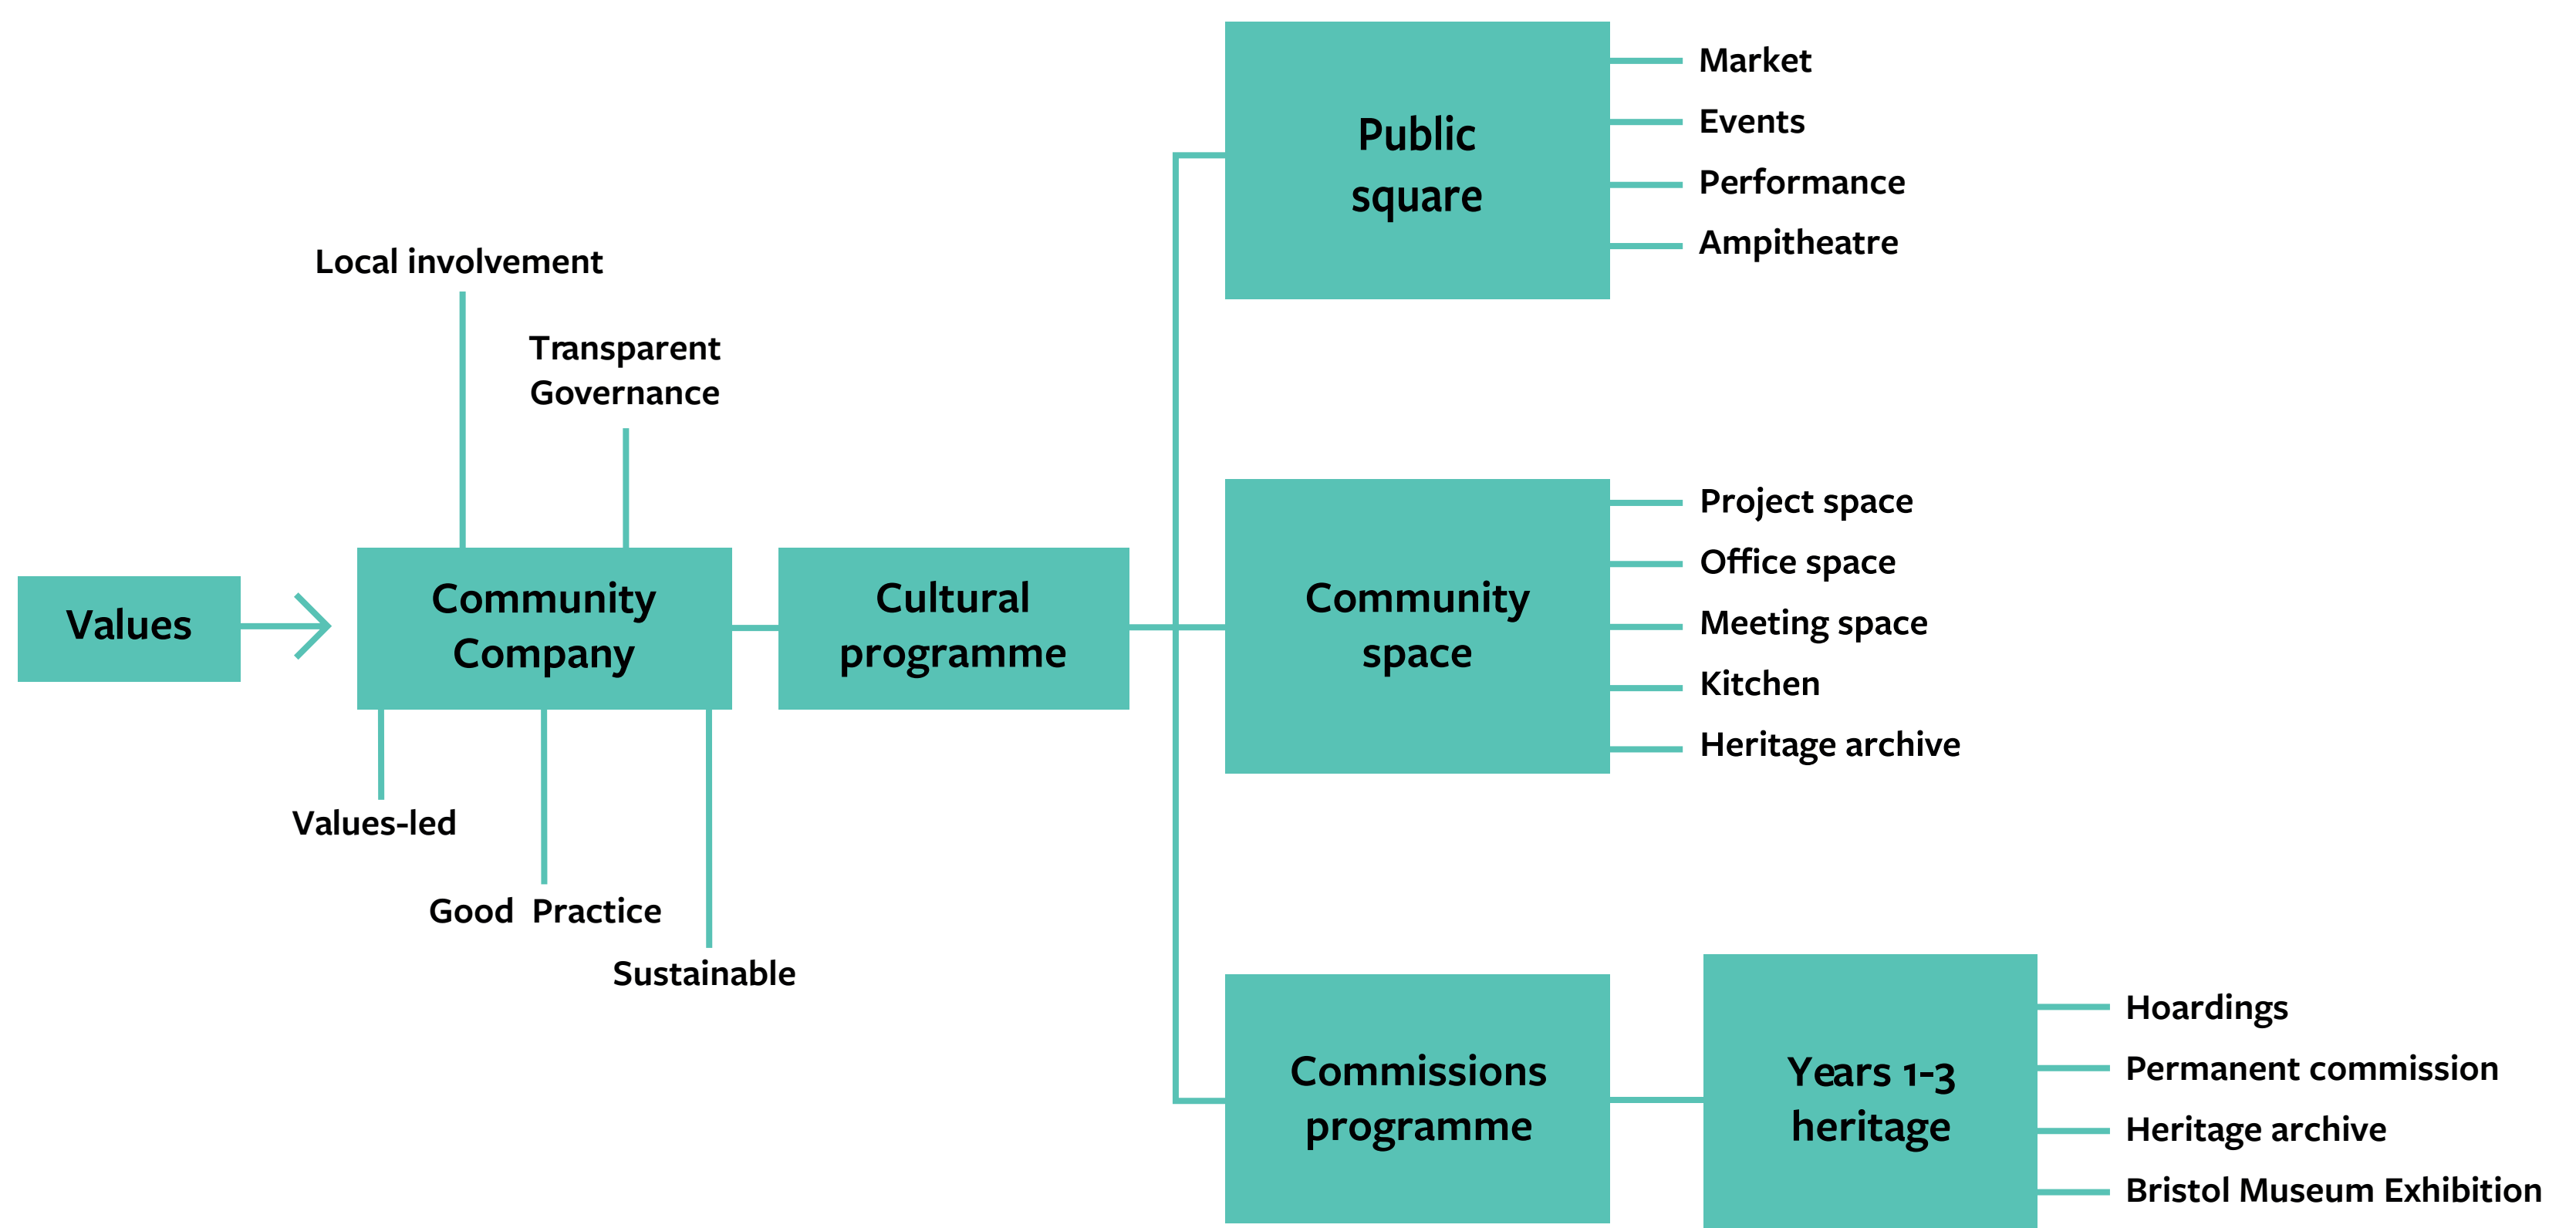 Values
Local involvement
Transparent
Governance
Community
Company
Values-led
Good  Practice
Sustainable
Cultural
programme
Public
square
Market
Events
Performance
Ampitheatre
Community
space
Project space
Office space
Meeting space
Kitchen
Heritage archive
Commissions
programme
Years 1-3
heritage
Hoardings
Permanent commission
Heritage archive
Bristol Museum Exhibition